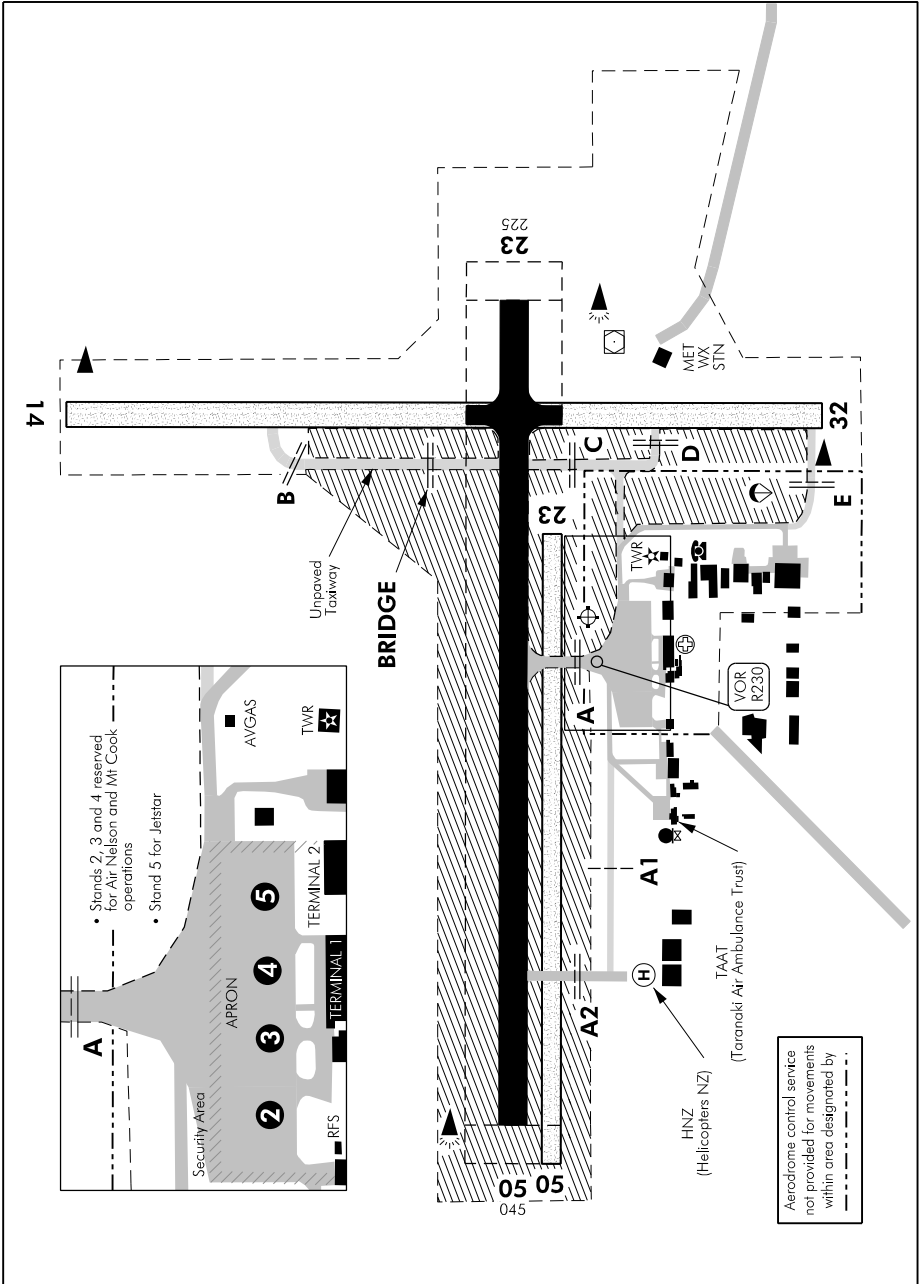 14
23
225
MET
WX
STN
32
B
C
D
E
Unpaved
Taxiway
BRIDGE
23
TWR
A
VOR
R230
A1
A2
H
TAAT
(Taranaki Air Ambulance Trust)
HNZ
(Helicopters NZ)
05
05
045
• Stands 2, 3 and 4 reserved
for Air Nelson and Mt Cook
operations
• Stand 5 for Jetstar
A
AVGAS
TWR
APRON
Security Area
2
3
4
5
TERMINAL 2
TERMINAL 1
RFS
Aerodrome control service
not provided for movements
within area designated by